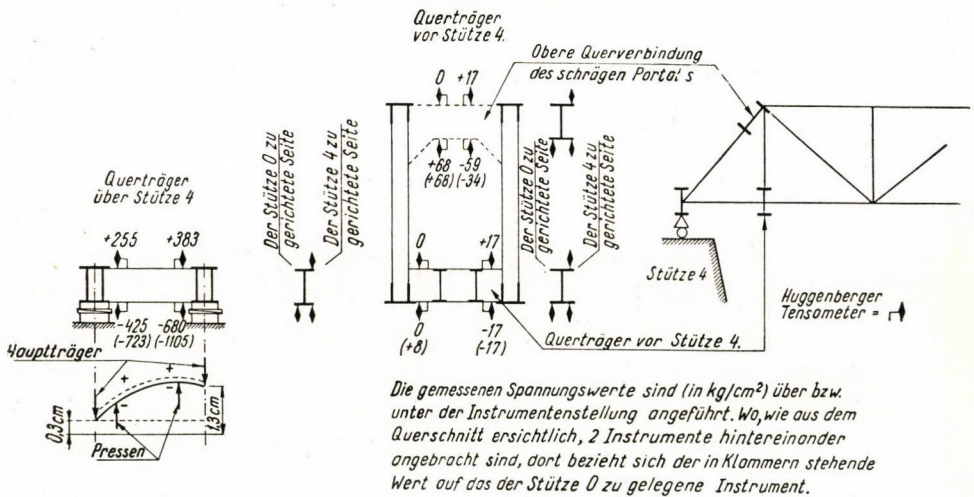 Querträger
vor Stütze 4.
Obere Querverbindung
des schrägen Portals
0 +17
+68 -59
(+68) (-34)
Der Stütze 0 zu
gerichtete Seite
Der Stütze 4 zu
gerichtete Seite
Der Stütze 0 zu
gerichtete Seite
Der Stütze 4 zu
gerichtete Seite
Querträger
über Stütze 4
+255 +383
-425 -680
(-723) (-1105)
0 +17
0 -17
(+8) (-17)
Stütze 4
Huggenberger
Tensometer =
Querträger vor Stütze 4.
Hauptträger
+ +
- -
0,3cm
1,3cm
Pressen
Die gemessenen Spannungswerte sind (in kg/cm²) über bzw.
unter der Instrumentenstellung angeführt. Wo, wie aus dem
Querschnitt ersichtlich, 2 Instrumente hintereinander
angebracht sind, dort bezieht sich der in Klammern stehende
Wert auf das der Stütze 0 zu gelegene Instrument.